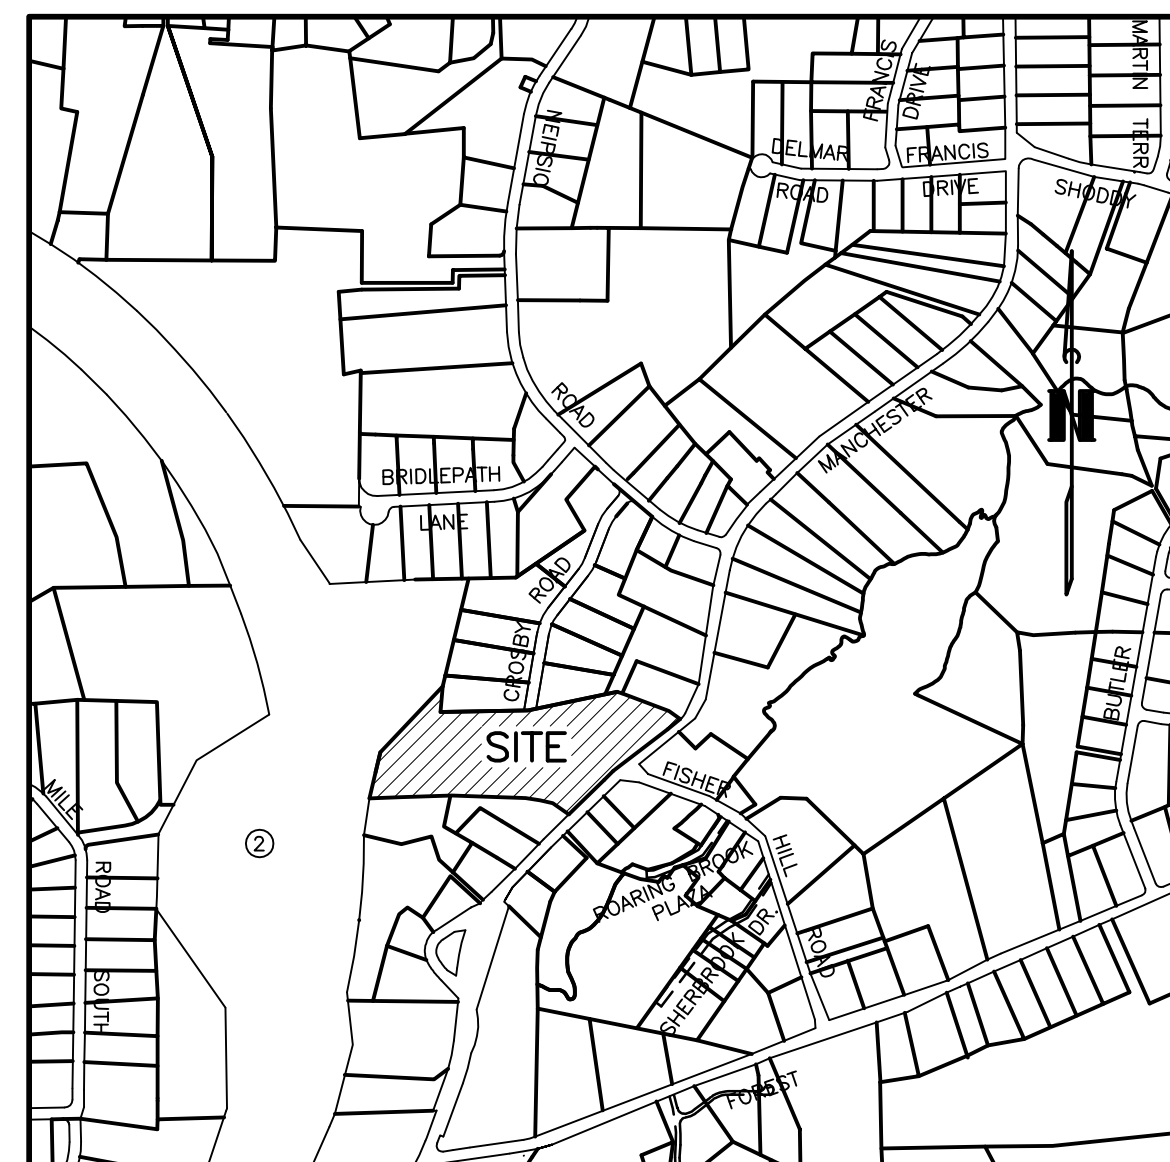 MARTIN
TERR
FRANCIS
DRIVE
NEIPSIC
DELMAR
ROAD
FRANCIS
DRIVE
SHODDY
N
ROAD
MANCHESTER
BRIDLEPATH
LANE
ROAD
CROSBY
BUTLER
SITE
FISHER
HILL
ROAD
MILE
2
ROAD
SOUTH
ROARING BROOK
PLAZA
SHERBROOK DR.
FOREST